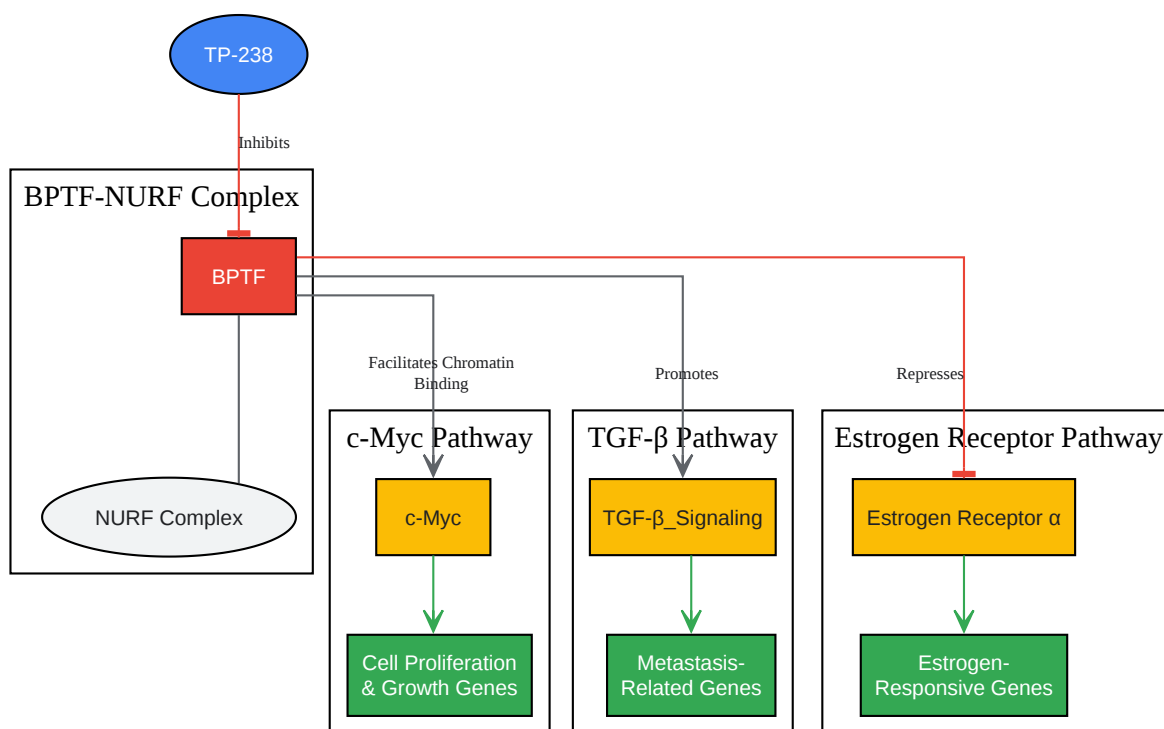 TP-238
Inhibits
BPTF-NURF Complex
BPTF
Facilitates Chromatin
Binding
Promotes
Represses
c-Myc Pathway
TGF-β Pathway
Estrogen Receptor Pathway
NURF Complex
c-Myc
TGF-β_Signaling
Estrogen Receptor α
Cell Proliferation
& Growth Genes
Metastasis-
Related Genes
Estrogen-
Responsive Genes